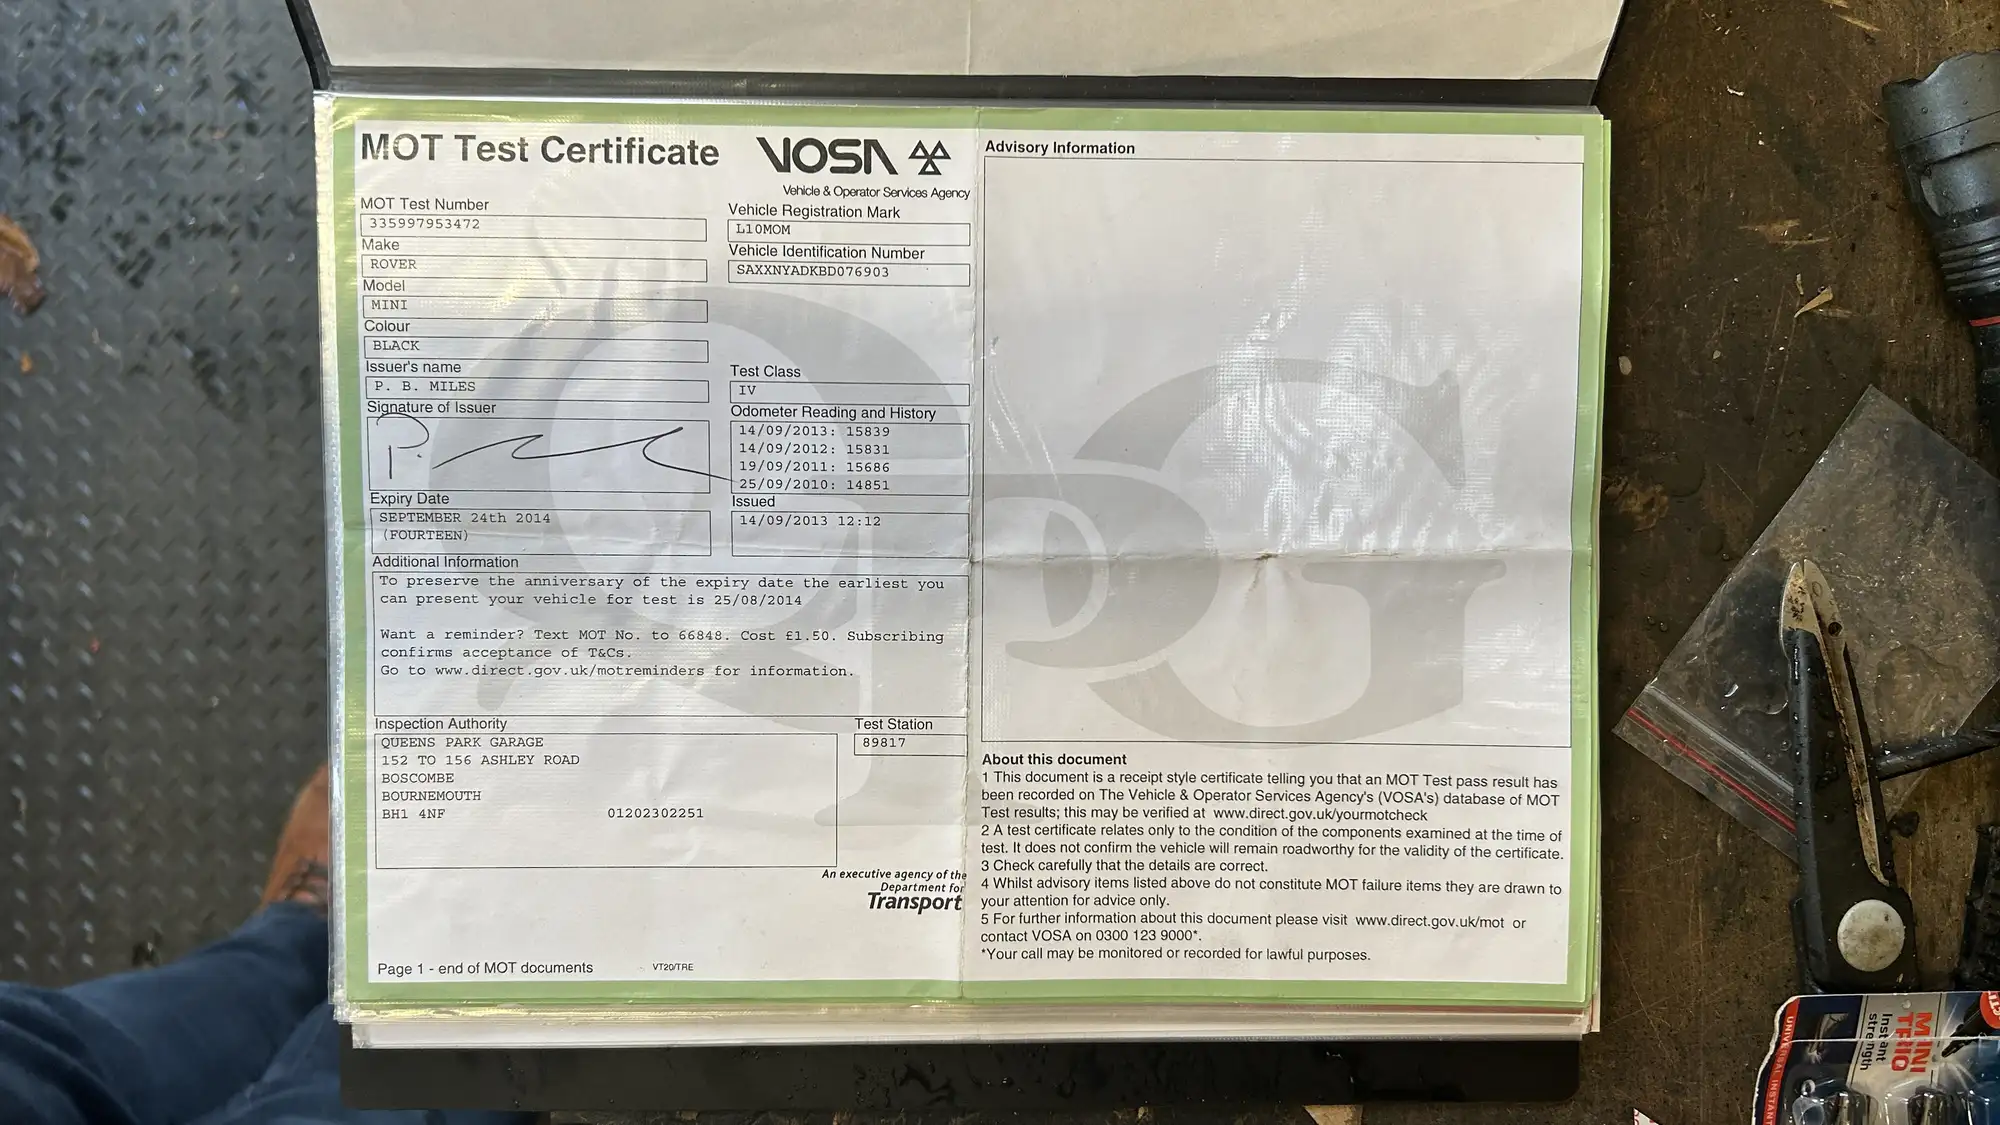 MOT Test Certificate
VOSA
Vehicle & Operator Services Agency
MOT Test Number
335997953472
Make
ROVER
Model
MINI
Colour
BLACK
Issuer's name
P. B. MILES
Signature of Issuer
Expiry Date
SEPTEMBER 24th 2014
(FOURTEEN)
Vehicle Registration Mark
L10MOM
Vehicle Identification Number
SAXXNYADKBD076903
Test Class
IV
Odometer Reading and History
14/09/2013: 15839
14/09/2012: 15831
19/09/2011: 15686
25/09/2010: 14851
Issued
14/09/2013 12:12
Additional Information
To preserve the anniversary of the expiry date the earliest you
can present your vehicle for test is 25/08/2014
Want a reminder? Text MOT No. to 66848. Cost £1.50. Subscribing
confirms acceptance of T&Cs.
Go to www.direct.gov.uk/motreminders for information.
Inspection Authority
QUEENS PARK GARAGE
152 TO 156 ASHLEY ROAD
BOSCOMBE
BOURNEMOUTH
BH1 4NF 01202302251
Test Station
89817
An executive agency of the
Department for
Transport
Page 1 - end of MOT documents
VT20/TRE
Advisory Information
About this document
1 This document is a receipt style certificate telling you that an MOT Test pass result has
been recorded on The Vehicle & Operator Services Agency's (VOSA's) database of MOT
Test results; this may be verified at www.direct.gov.uk/yourmotcheck
2 A test certificate relates only to the condition of the components examined at the time of
test. It does not confirm the vehicle will remain roadworthy for the validity of the certificate.
3 Check carefully that the details are correct.
4 Whilst advisory items listed above do not constitute MOT failure items they are drawn to
your attention for advice only.
5 For further information about this document please visit www.direct.gov.uk/mot or
contact VOSA on 0300 123 9000*.
*Your call may be monitored or recorded for lawful purposes.
MINI
TRIO
Instant
strength
UNIVERSAL INSTANT